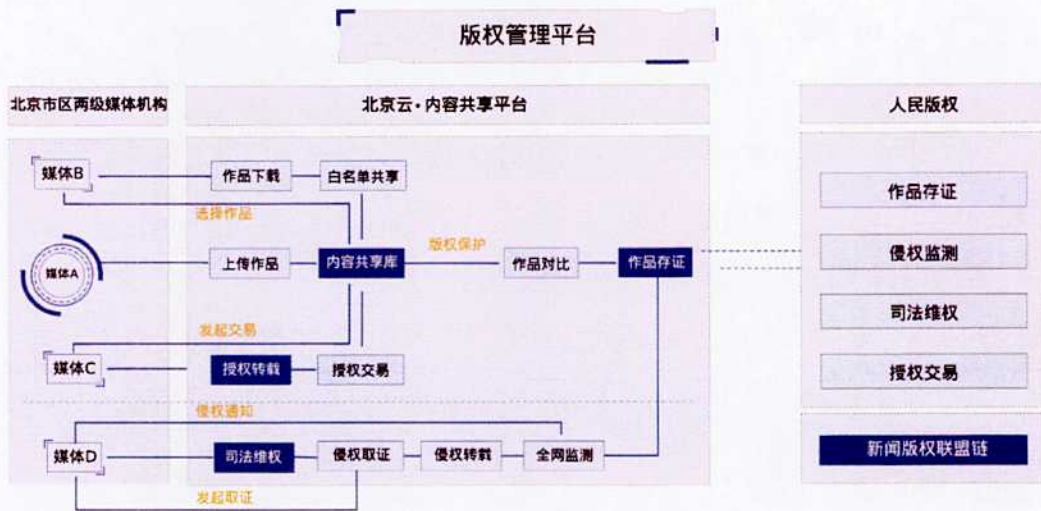 版权管理平台
北京市区两级媒体机构
北京云·内容共享平台
人民版权
媒体B
作品下载
白名单共享
选择作品
媒体A
上传作品
内容共享库
版权保护
作品对比
作品存证
发起交易
媒体C
授权转载
授权交易
侵权通知
媒体D
司法维权
侵权取证
侵权转载
全网监测
发起取证
作品存证
侵权监测
司法维权
授权交易
新闻版权联盟链